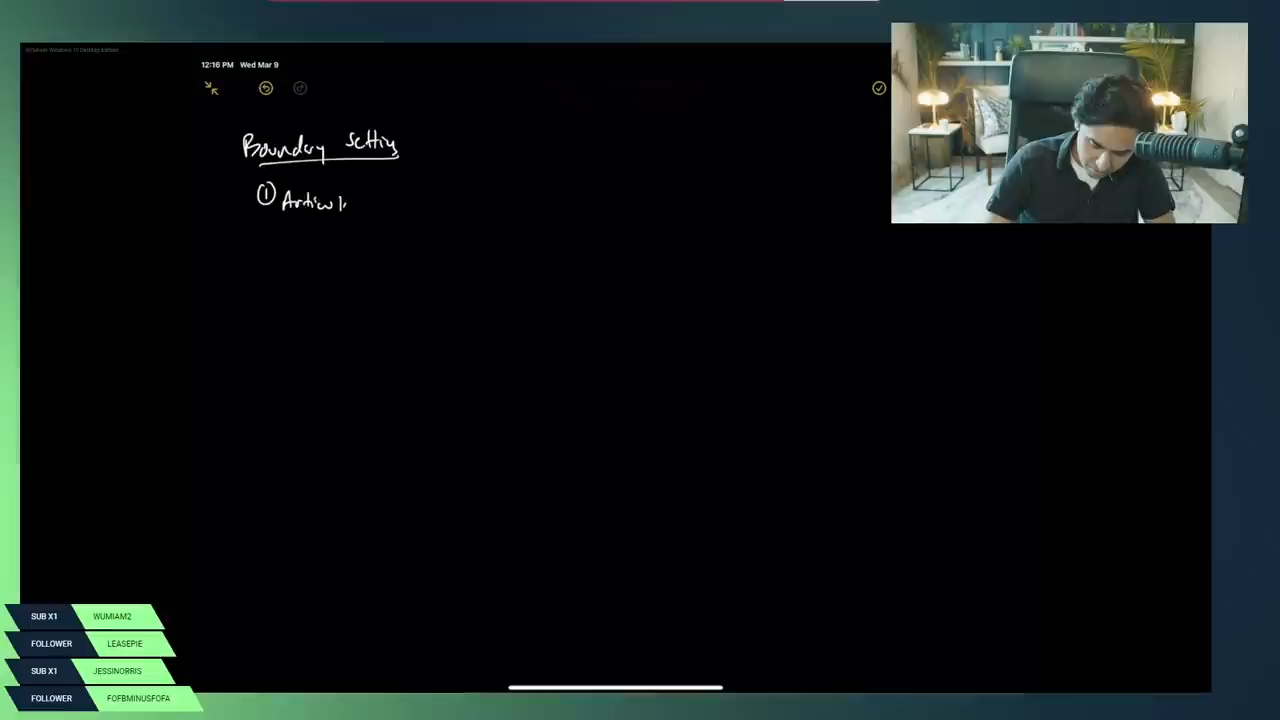 12:16 PM Wed Mar 9
Boundary Setting
① Articul
SUB X1 WUMIAM2
FOLLOWER LEASEPIE
SUB X1 JESSINORRIS
FOLLOWER FOFBMINUSFOFA